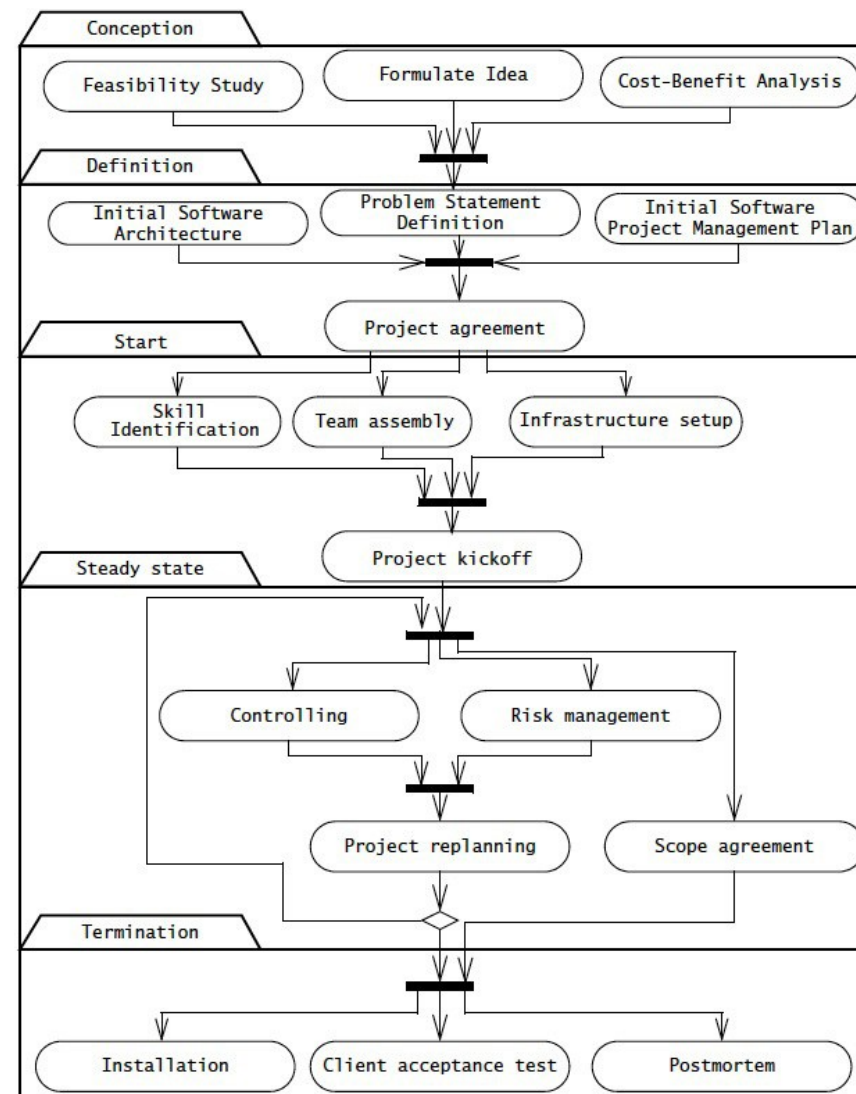 Conception
Feasibility Study
Formulate Idea
Cost-Benefit Analysis
Definition
Initial Software
Architecture
Problem Statement
Definition
Initial Software
Project Management Plan
Project agreement
Start
Skill
Identification
Team assembly
Infrastructure setup
Project kickoff
Steady state
Controlling
Risk management
Project replanning
Scope agreement
Termination
Installation
Client acceptance test
Postmortem